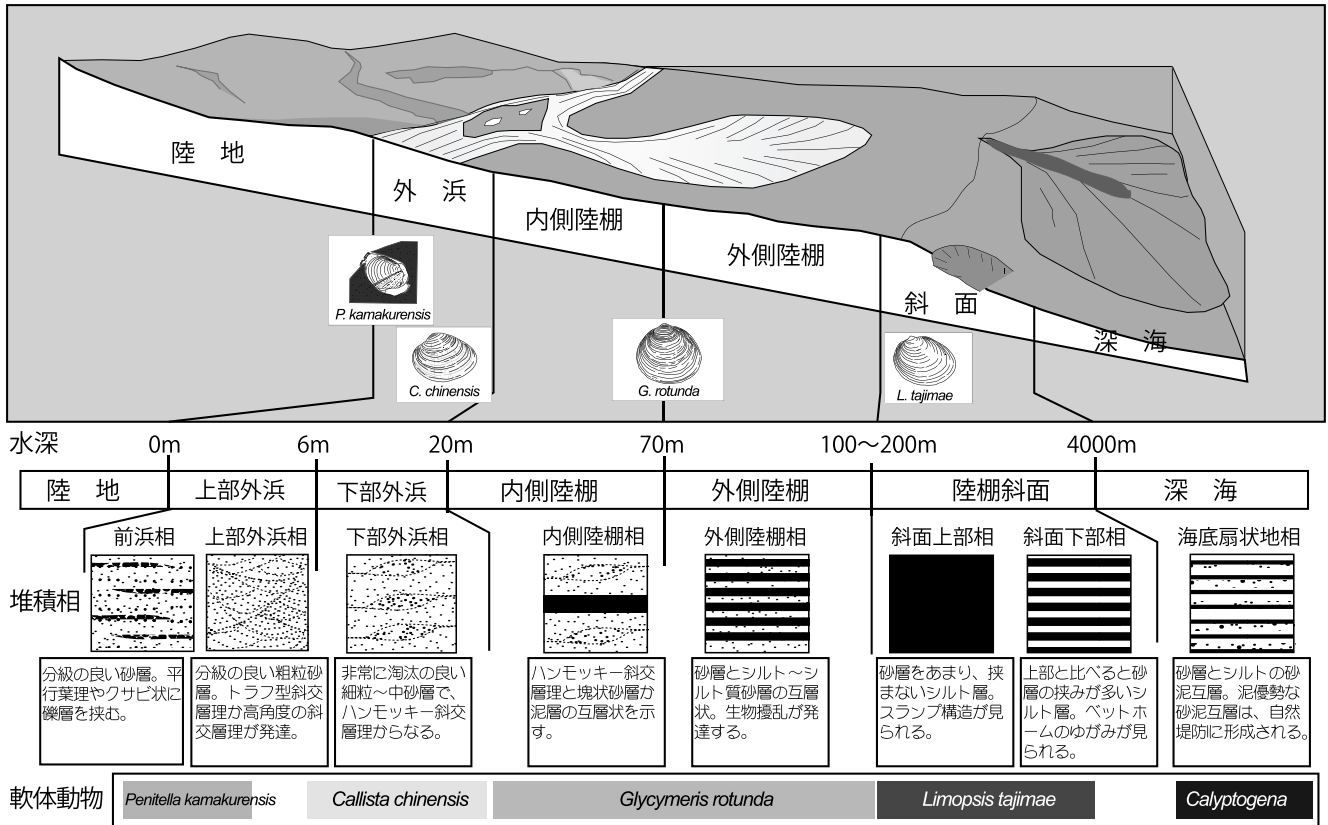 陸 地
外 浜
内側陸棚
外側陸棚
斜 面
深 海
P. kamakurensis
C. chinensis
G. rotunda
L. tajimae
水深 0m 6m 20m 70m 100～200m 4000m
陸 地 上部外浜 下部外浜 内側陸棚 外側陸棚 陸棚斜面 深 海
前浜相 上部外浜相 下部外浜相 内側陸棚相 外側陸棚相 斜面上部相 斜面下部相 海底扇状地相
堆積相
分級の良い砂層。平
行葉理やクサビ状に
礫層を挟む。
分級の良い粗粒砂
層。トラフ型斜交
層理か高角度の斜
交層理が発達。
非常に淘汰の良い
細粒～中砂層で、
ハンモッキー斜交
層理からなる。
ハンモッキー斜交
層理と塊状砂層か
泥層の互層状を示
す。
砂層とシルト～シ
ルト質砂層の互層
状。生物擾乱が発
達する。
砂層をあまり、挟
まないシルト層。
スランプ構造が見
られる。
上部と比べると砂
層の挟みが多いシ
ルト層。ベットホ
ームのゆがみが見
られる。
砂層とシルトの砂
泥互層。泥優勢な
砂泥互層は、自然
堤防に形成される。
軟体動物 Penitella kamakurensis Callista chinensis Glycymeris rotunda Limopsis tajimae Calyptogena